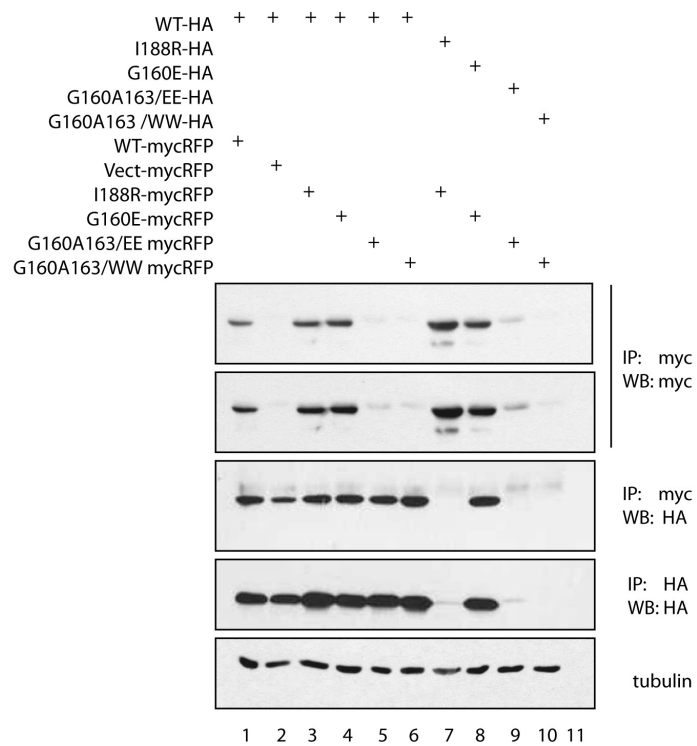 WT-HA + + + + + +
I188R-HA +
G160E-HA +
G160A163/EE-HA +
G160A163 /WW-HA +
WT-mycRFP +
Vect-mycRFP +
I188R-mycRFP + +
G160E-mycRFP + +
G160A163/EE mycRFP + +
G160A163/WW mycRFP + +
IP: myc
WB: myc
IP: myc
WB: HA
IP: HA
WB: HA
tubulin
1 2 3 4 5 6 7 8 9 10 11